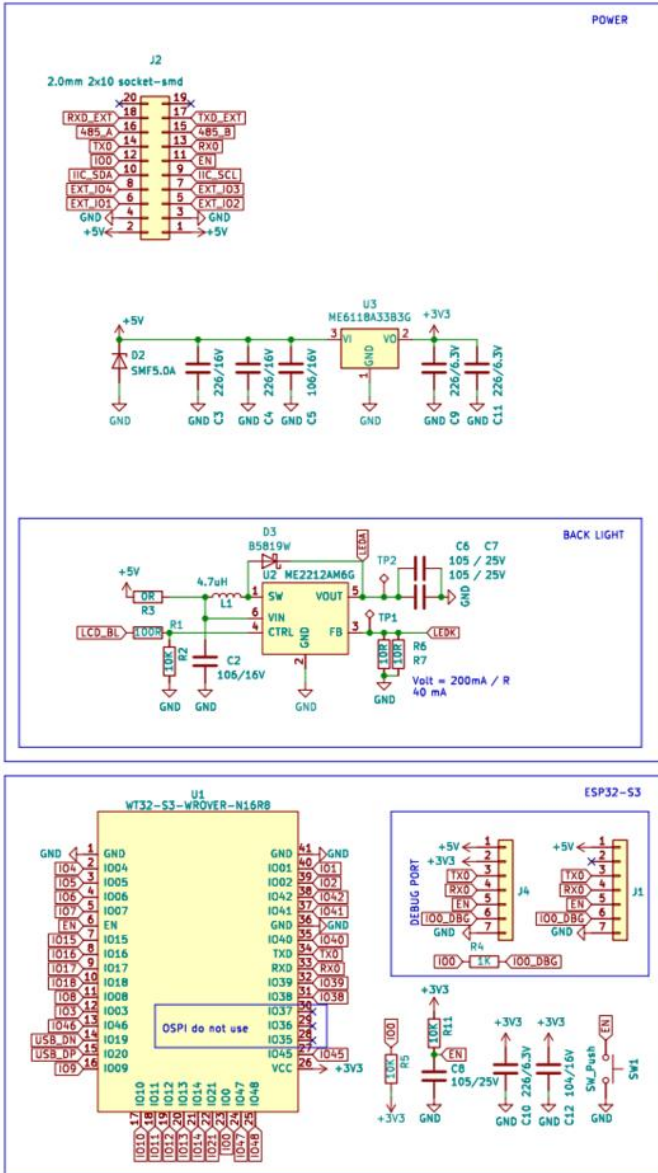 POWER
J2
2.0mm 2x10 socket-smd
20 19
RXD_EXT 18 17 TXD_EXT
485_A 16 15 485_B
TX0 14 13 RX0
IO0 12 11 EN
IIC_SDA 10 9 IIC_SCL
EXT_IO4 8 7 EXT_IO3
EXT_IO1 6 5 EXT_IO2
GND 4 3 GND
+5V 2 1 +5V
U3
ME6118A33B3G
+5V
+3V3
3 VI VO 2
GND
1
D2
SMF5.0A
GND
GND C3 226/16V
GND C4 226/16V
GND C5 106/16V
GND
GND C9 226/6.3V
GND C11 226/6.3V
BACK LIGHT
D3
B5819W
LEDA
U2 ME2212AM6G
TP2
C6 C7
105 / 25V
105 / 25V
GND
+5V
0R
R3
4.7uH
L1
1 SW VOUT 5
6 VIN
4 CTRL FB 3
GND
2
TP1
LEDK
LCD_BL 100R R1
10K R2
C2
106/16V
10R 10R R6
R7
GND GND GND GND
Volt = 200mA / R
40 mA
ESP32-S3
U1
WT32-S3-WROVER-N16R8
GND 1 GND GND 41 GND
IO4 2 IO04 IO01 40 IO1
IO5 3 IO05 IO02 39 IO2
IO6 4 IO06 IO42 38 IO42
IO7 5 IO07 IO41 37 IO41
EN 6 EN GND 36 GND
IO15 7 IO15 IO40 35 IO40
IO16 8 IO16 TXD 34 TX0
IO17 9 IO17 RXD 33 RX0
IO18 10 IO18 IO39 32 IO39
IO8 11 IO08 IO38 31 IO38
IO3 12 IO03 IO37 30
IO46 13 IO46 IO36 29
USB_DN 14 IO19 IO35 28
USB_DP 15 IO20 IO45 27 IO45
IO9 16 IO09 VCC 26 +3V3
OSPI do not use
IO10 IO11 IO12 IO13 IO14 IO21 IO0 IO47 IO48
17 18 19 20 21 22 23 24 25
IO10 IO11 IO12 IO13 IO14 IO21 IO0 IO47 IO48
DEBUG PORT
+5V 1
+3V3 2
TX0 3
RX0 4
EN 5
IO0_DBG 6
GND 7
J4
+5V 1
2
TX0 3
RX0 4
EN 5
IO0_DBG 6
GND 7
J1
R4
IO0 1K IO0_DBG
IO0
10K R5
+3V3
+3V3
10K R11
EN
C8
105/25V
GND
+3V3
GND C10 226/6.3V
+3V3
GND C12 104/16V
EN
SW_Push
SW1
GND